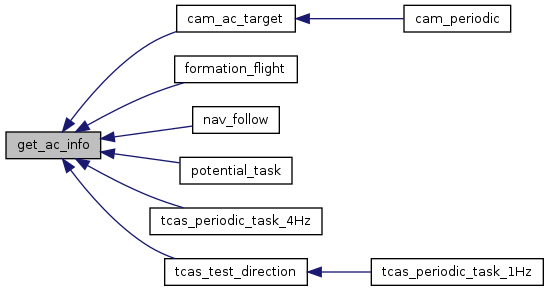 cam_ac_target
cam_periodic
formation_flight
nav_follow
get_ac_info
potential_task
tcas_periodic_task_4Hz
tcas_test_direction
tcas_periodic_task_1Hz